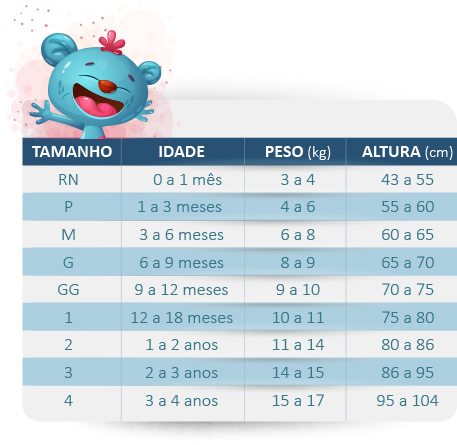 TAMANHO IDADE PESO (kg) ALTURA (cm)
RN 0 a 1 mês 3 a 4 43 a 55
P 1 a 3 meses 4 a 6 55 a 60
M 3 a 6 meses 6 a 8 60 a 65
G 6 a 9 meses 8 a 9 65 a 70
GG 9 a 12 meses 9 a 10 70 a 75
1 12 a 18 meses 10 a 11 75 a 80
2 1 a 2 anos 11 a 14 80 a 86
3 2 a 3 anos 14 a 15 86 a 95
4 3 a 4 anos 15 a 17 95 a 104